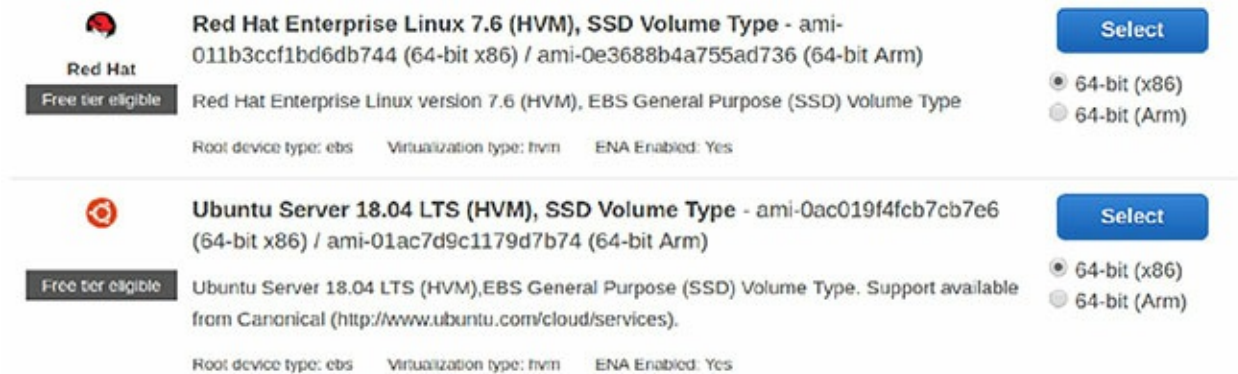 Red Hat Enterprise Linux 7.6 (HVM), SSD Volume Type - ami-
011b3ccf1bd6db744 (64-bit x86) / ami-0e3688b4a755ad736 (64-bit Arm)
Red Hat
Free tier eligible
Red Hat Enterprise Linux version 7.6 (HVM), EBS General Purpose (SSD) Volume Type
Root device type: ebs Virtualization type: hvm ENA Enabled: Yes
Select
64-bit (x86)
64-bit (Arm)
Ubuntu Server 18.04 LTS (HVM), SSD Volume Type - ami-0ac019f4fcb7cb7e6
(64-bit x86) / ami-01ac7d9c1179d7b74 (64-bit Arm)
Free tier eligible
Ubuntu Server 18.04 LTS (HVM),EBS General Purpose (SSD) Volume Type. Support available
from Canonical (http://www.ubuntu.com/cloud/services).
Root device type: ebs Virtualization type: hvm ENA Enabled: Yes
Select
64-bit (x86)
64-bit (Arm)